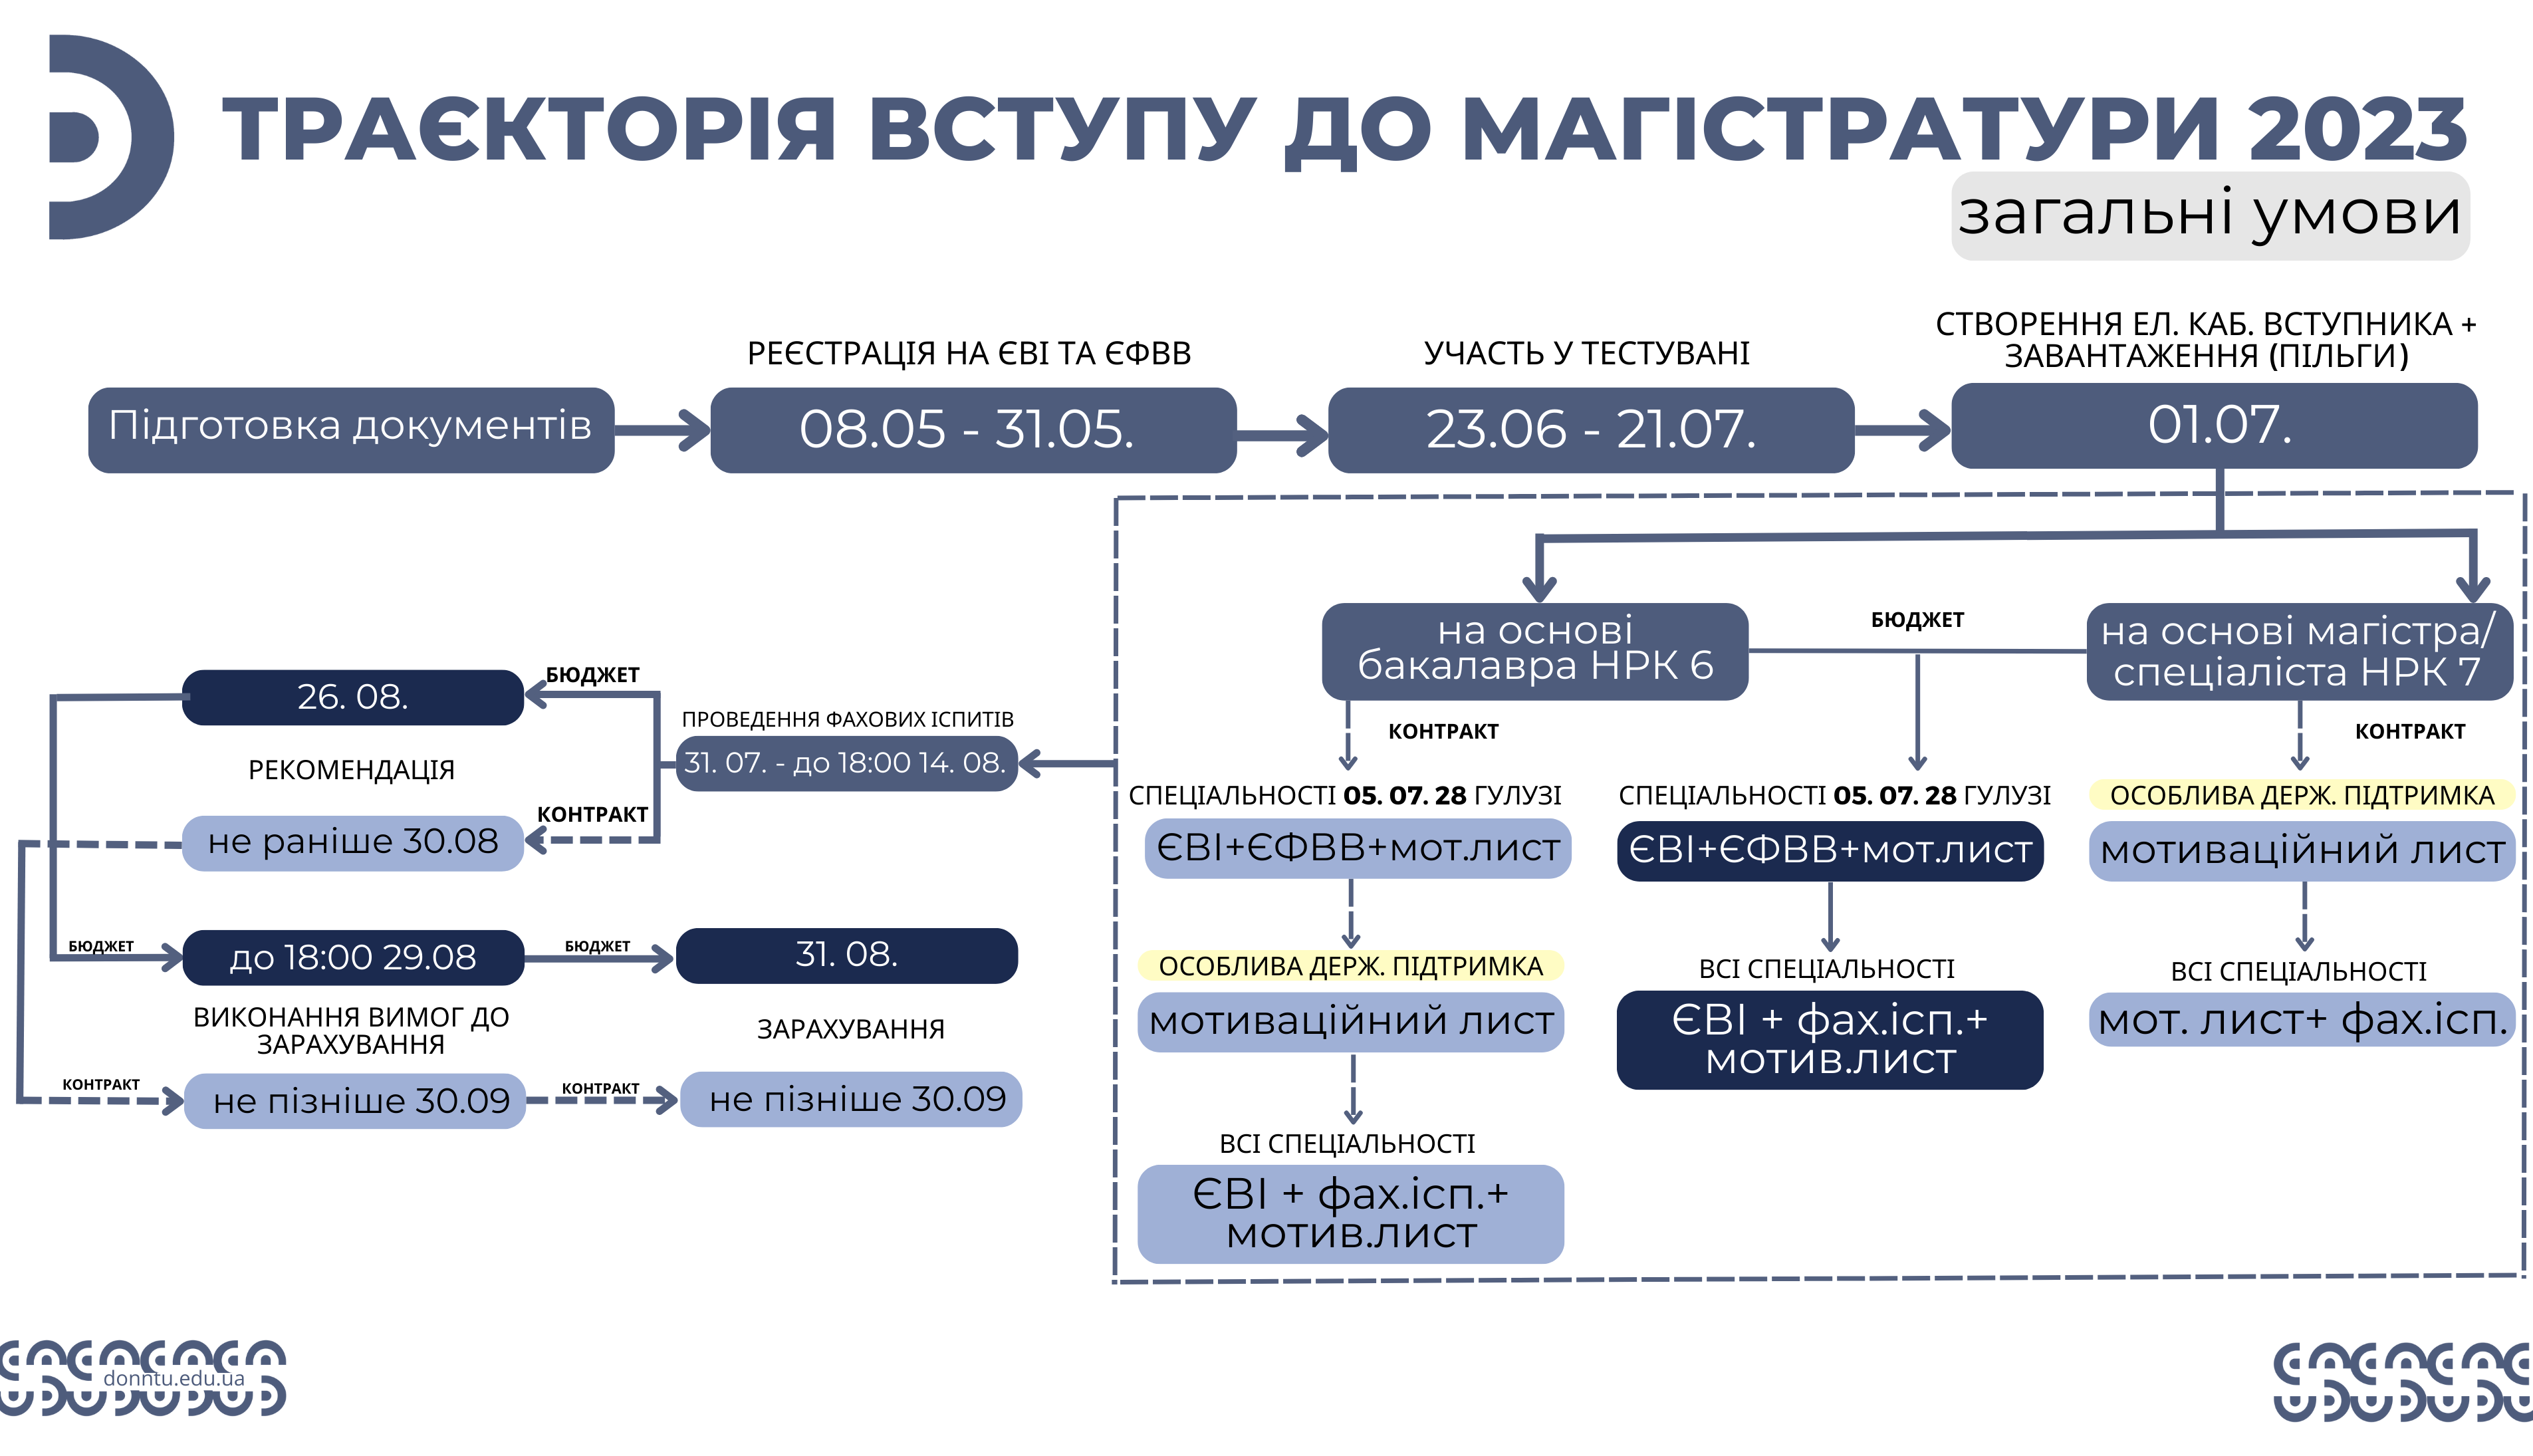 ТРАЄКТОРІЯ ВСТУПУ ДО МАГІСТРАТУРИ 2023
загальні умови
Підготовка документів
РЕЄСТРАЦІЯ НА ЄВІ ТА ЄФВВ
08.05 - 31.05.
УЧАСТЬ У ТЕСТУВАНІ
23.06 - 21.07.
СТВОРЕННЯ ЕЛ. КАБ. ВСТУПНИКА +
ЗАВАНТАЖЕННЯ (ПІЛЬГИ)
01.07.
на основі
бакалавра НРК 6
БЮДЖЕТ
на основі магістра/
спеціаліста НРК 7
КОНТРАКТ
СПЕЦІАЛЬНОСТІ 05. 07. 28 ГУЛУЗІ
ЄВІ+ЄФВВ+мот.лист
ОСОБЛИВА ДЕРЖ. ПІДТРИМКА
мотиваційний лист
ВСІ СПЕЦІАЛЬНОСТІ
ЄВІ + фах.ісп.+
мотив.лист
СПЕЦІАЛЬНОСТІ 05. 07. 28 ГУЛУЗІ
ЄВІ+ЄФВВ+мот.лист
ВСІ СПЕЦІАЛЬНОСТІ
ЄВІ + фах.ісп.+
мотив.лист
КОНТРАКТ
ОСОБЛИВА ДЕРЖ. ПІДТРИМКА
мотиваційний лист
ВСІ СПЕЦІАЛЬНОСТІ
мот. лист+ фах.ісп.
ПРОВЕДЕННЯ ФАХОВИХ ІСПИТІВ
31. 07. - до 18:00 14. 08.
БЮДЖЕТ
26. 08.
РЕКОМЕНДАЦІЯ
КОНТРАКТ
не раніше 30.08
БЮДЖЕТ
до 18:00 29.08
БЮДЖЕТ
31. 08.
ВИКОНАННЯ ВИМОГ ДО
ЗАРАХУВАННЯ
ЗАРАХУВАННЯ
КОНТРАКТ
не пізніше 30.09
КОНТРАКТ
не пізніше 30.09
donntu.edu.ua